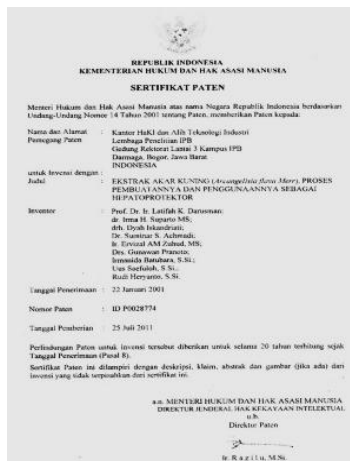 REPUBLIK INDONESIA
KEMENTERIAN HUKUM DAN HAK ASASI MANUSIA
SERTIFIKAT PATEN
Menteri Hukum dan Hak Asasi Manusia atas nama Negara Republik Indonesia berdasarkan
Undang-Undang Nomor 14 Tahun 2001 tentang Paten, memberikan Paten kepada:
Nama dan Alamat : Kantor HaKI dan Alih Teknologi Industri
Pemegang Paten Lembaga Penelitian IPB
Gedung Rektorat Lantai 3 Kampus IPB
Darmaga, Bogor, Jawa Barat
INDONESIA
untuk Invensi dengan :
Judul : EKSTRAK AKAR KUNING (Arcangelisia flava Merr), PROSES
PEMBUATANNYA DAN PENGGUNAANNYA SEBAGAI
HEPATOPROTEKTOR
Inventor : Prof. Dr. Ir. Latifah K. Darusman;
dr. Irma H. Suparto MS;
drh. Dyah Iskandriati;
Dr. Suminar S. Achmadi;
Ir. Ervizal AM Zuhud, MS;
Drs. Gunawan Pranoto;
Irmanida Batubara, S.Si.;
Uus Saefuloh, S.Si.;
Rudi Heryanto, S.Si.
Tanggal Penerimaan : 22 Januari 2001
Nomor Paten : ID P0028774
Tanggal Pemberian : 25 Juli 2011
Perlindungan Paten untuk invensi tersebut diberikan untuk selama 20 tahun terhitung sejak
Tanggal Penerimaan (Pasal 8).
Sertifikat Paten ini dilampiri dengan deskripsi, klaim, abstrak dan gambar (jika ada) dari
invensi yang tidak terpisahkan dari sertifikat ini.
a.n. MENTERI HUKUM DAN HAK ASASI MANUSIA
DIREKTUR JENDERAL HAK KEKAYAAN INTELEKTUAL
u.b.
Direktur Paten
Ir. Razilu, M.Si.